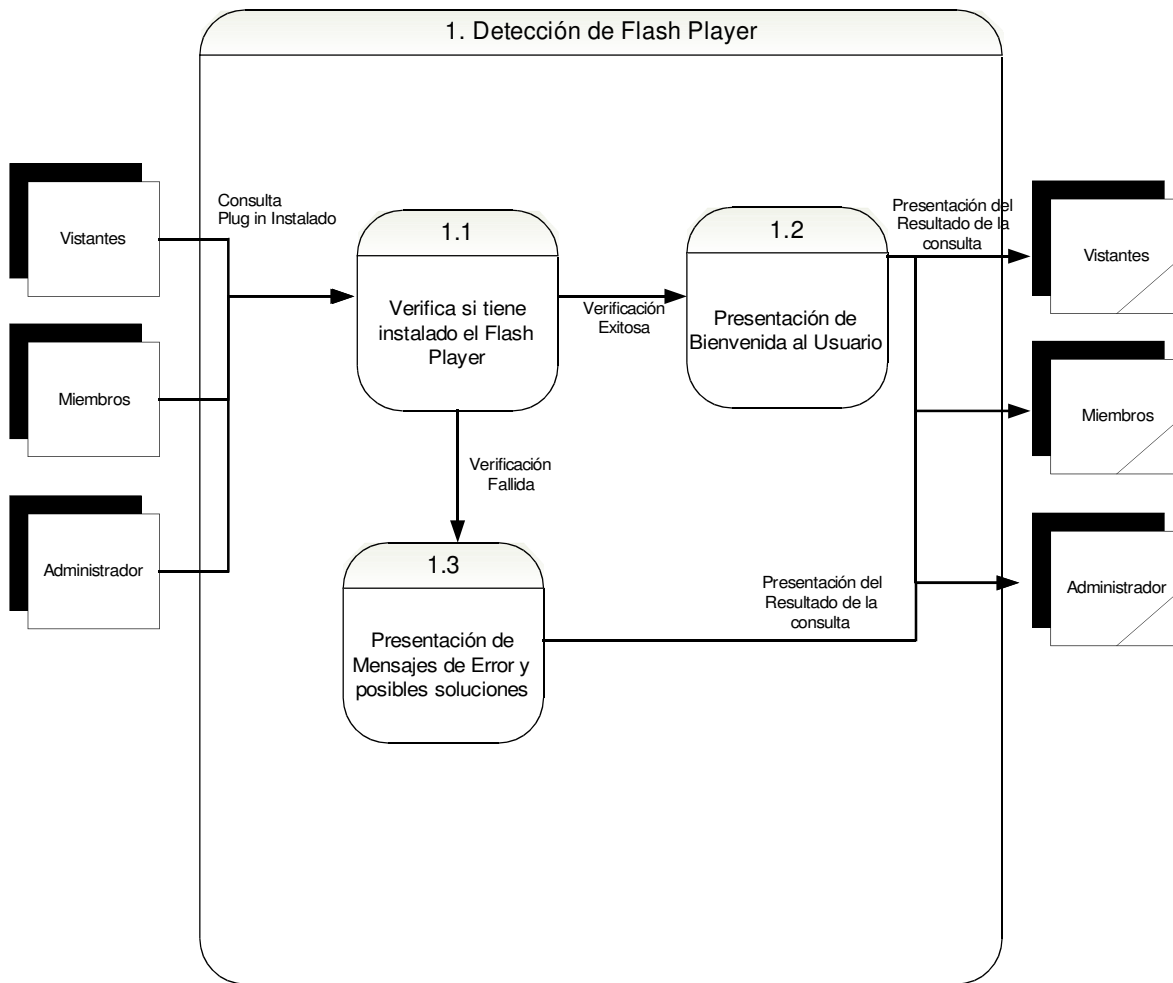 1. Detección de Flash Player
Consulta
Plug in Instalado
Vistantes
Miembros
Administrador
1.1
Verifica si tiene
instalado el Flash
Player
Verificación
Exitosa
1.2
Presentación de
Bienvenida al Usuario
Presentación del
Resultado de la
consulta
Vistantes
Miembros
Administrador
Verificación
Fallida
1.3
Presentación de
Mensajes de Error y
posibles soluciones
Presentación del
Resultado de la
consulta